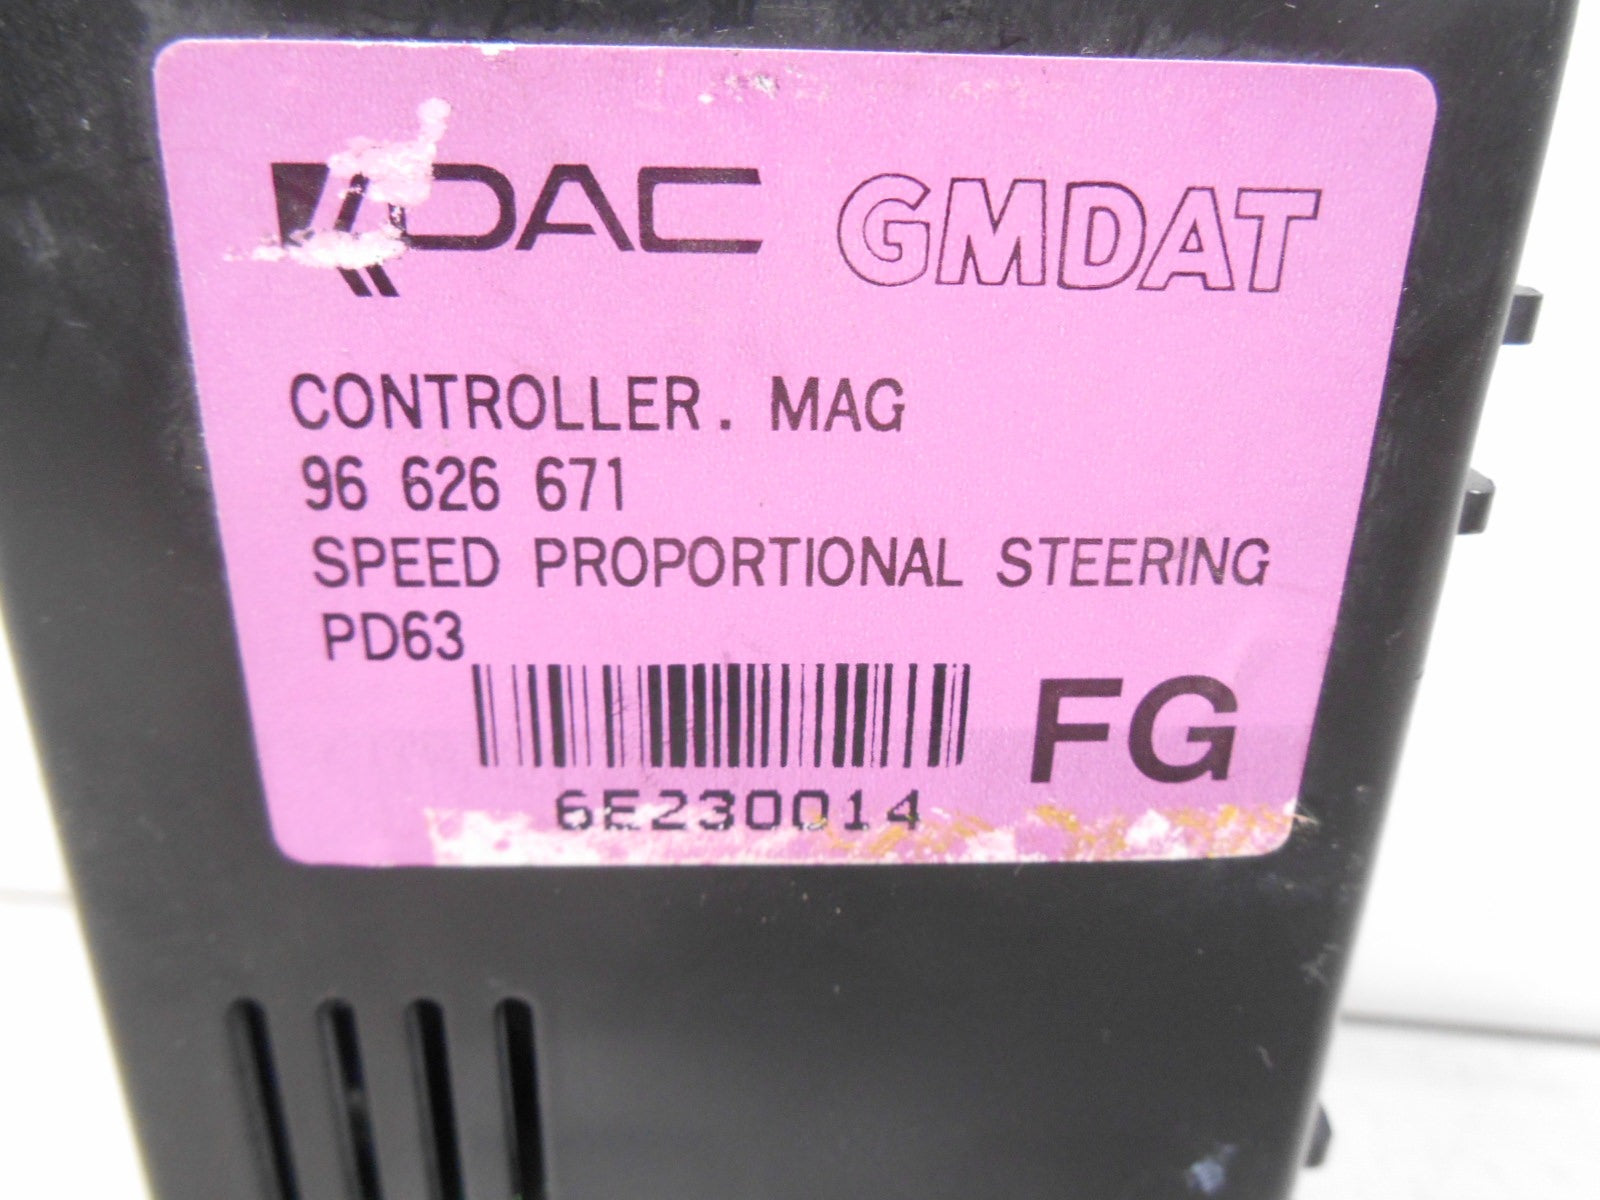 DAC GMDAT
CONTROLLER. MAG
96 626 671
SPEED PROPORTIONAL STEERING
PD63
FG
6E230014